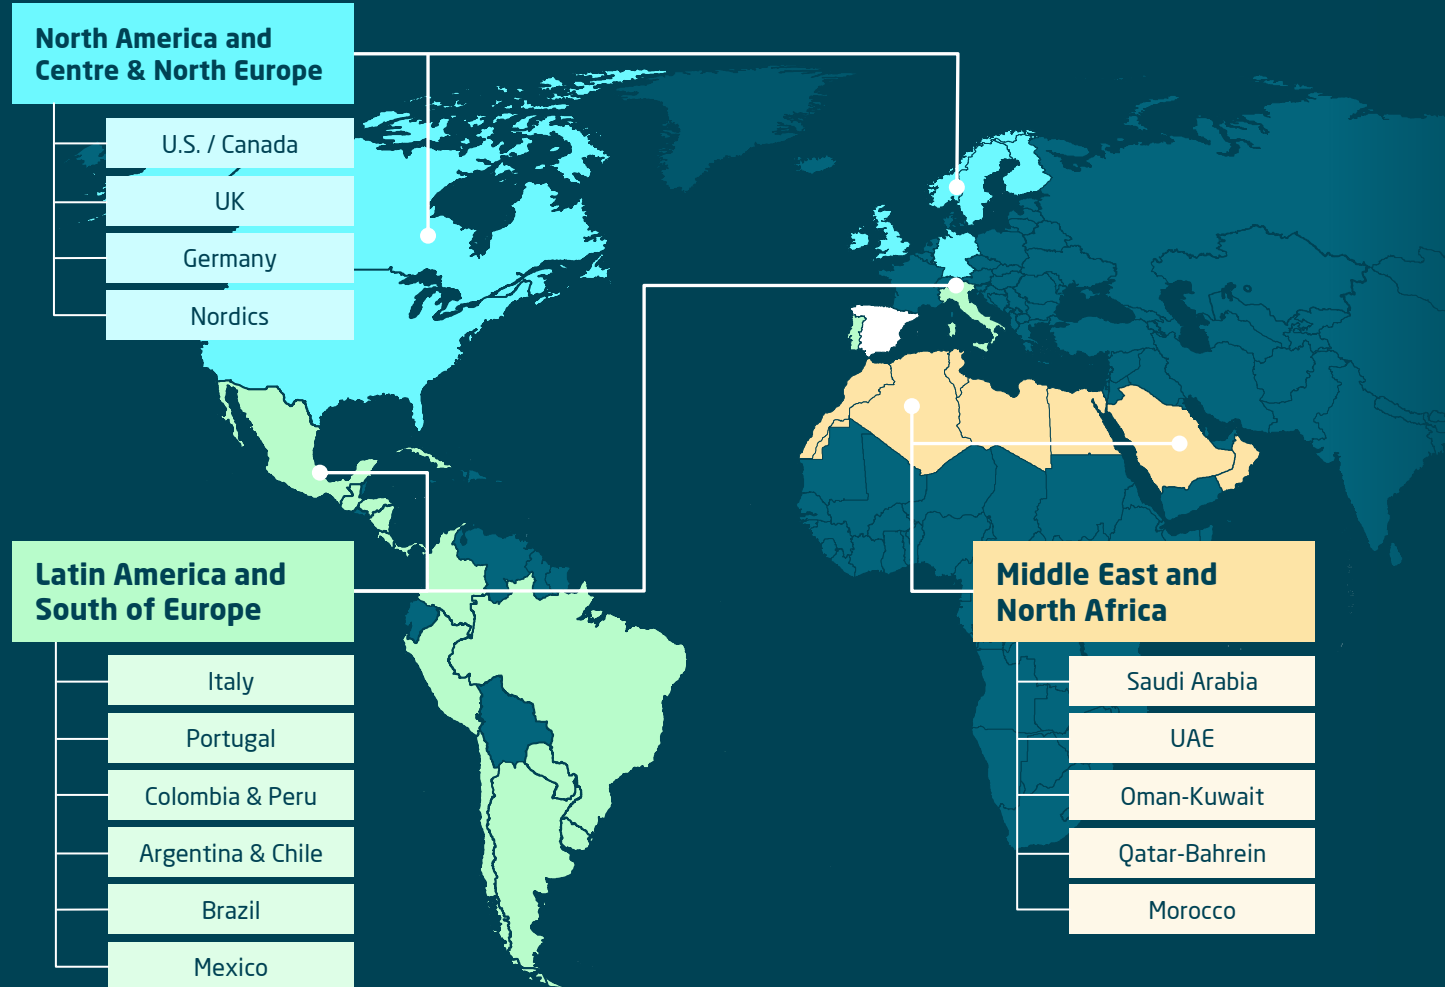 North America and
Centre & North Europe
U.S. / Canada
UK
Germany
Nordics
Latin America and
South of Europe
Italy
Portugal
Colombia & Peru
Argentina & Chile
Brazil
Mexico
Middle East and
North Africa
Saudi Arabia
UAE
Oman-Kuwait
Qatar-Bahrein
Morocco